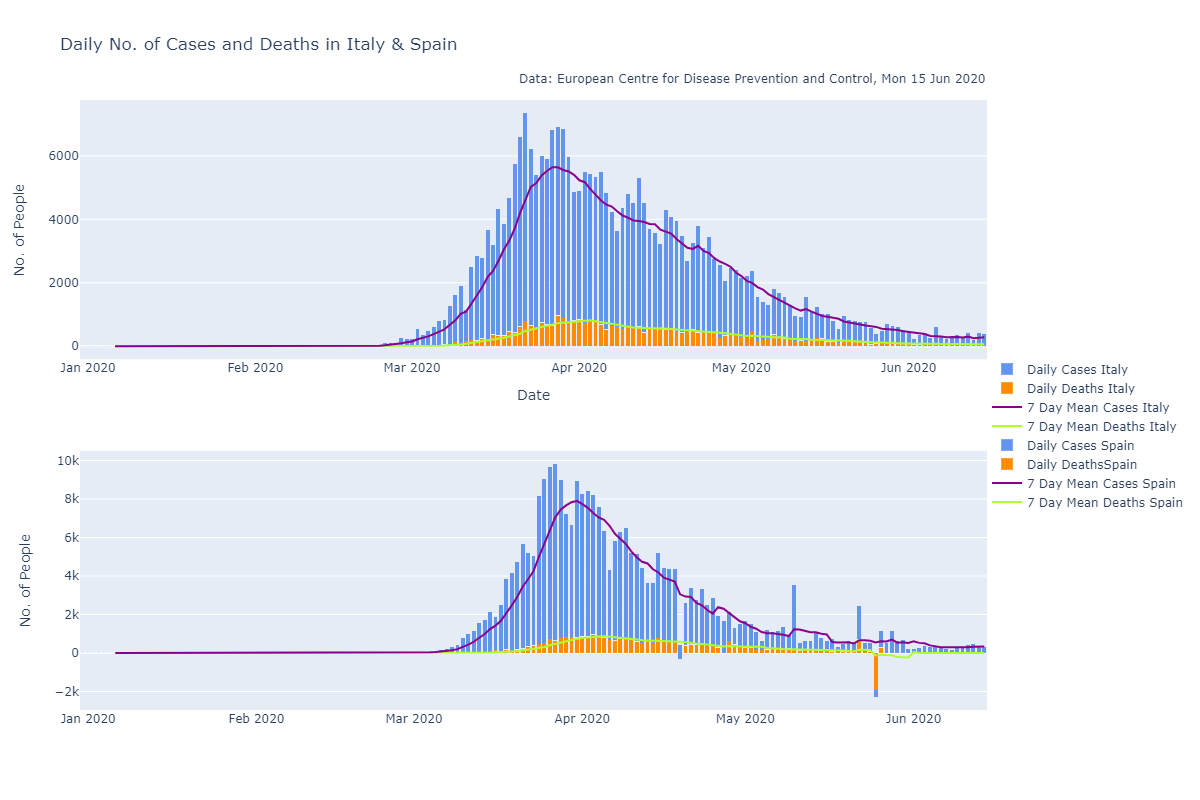 Daily No. of Cases and Deaths in Italy & Spain
Data: European Centre for Disease Prevention and Control, Mon 15 Jun 2020
No. of People
6000
4000
2000
0
Jan 2020 Feb 2020 Mar 2020 Apr 2020 May 2020 Jun 2020
Date
Daily Cases Italy
Daily Deaths Italy
7 Day Mean Cases Italy
7 Day Mean Deaths Italy
Daily Cases Spain
Daily DeathsSpain
7 Day Mean Cases Spain
7 Day Mean Deaths Spain
No. of People
10k
8k
6k
4k
2k
0
−2k
Jan 2020 Feb 2020 Mar 2020 Apr 2020 May 2020 Jun 2020